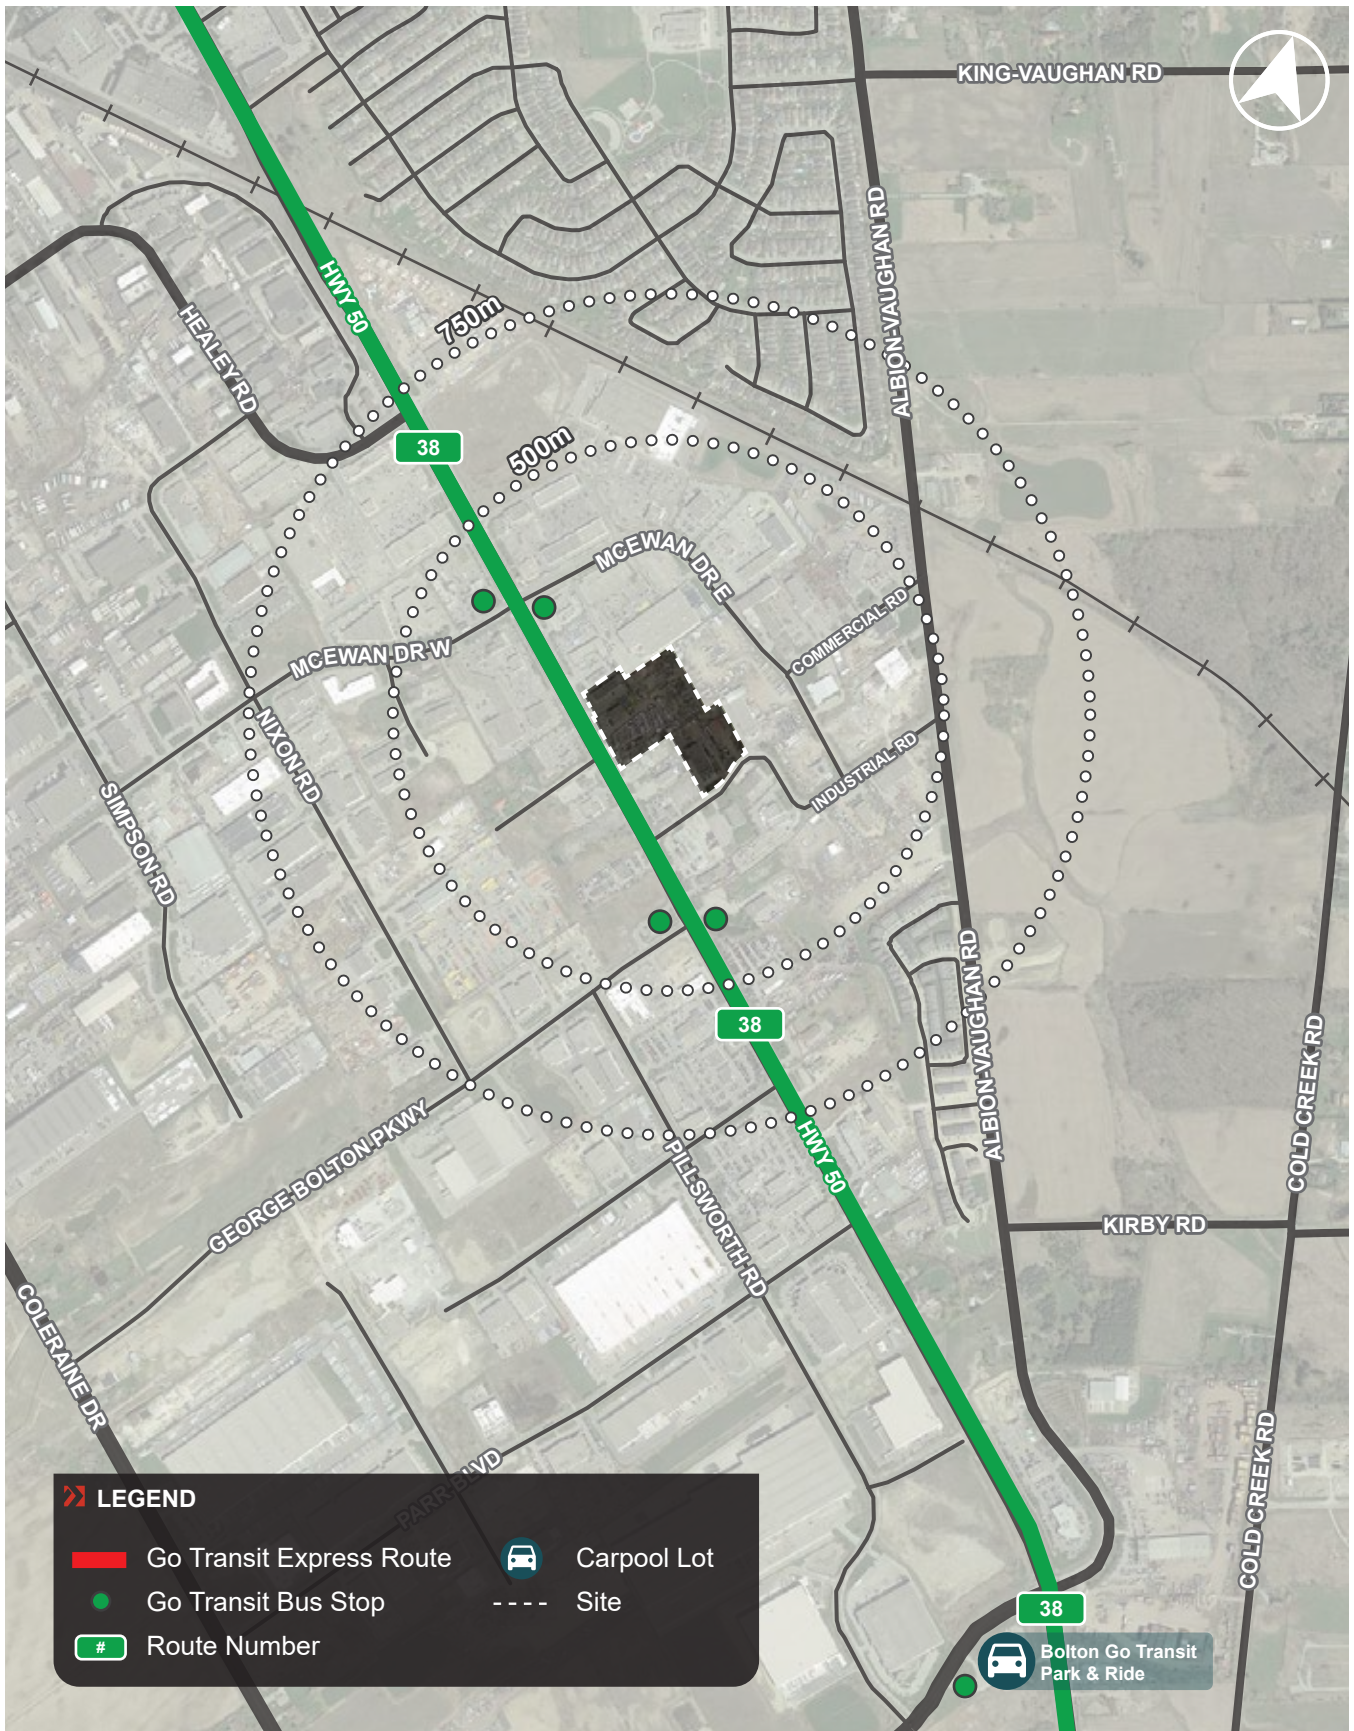 KING-VAUGHAN RD
ALBION-VAUGHAN RD
HWY 50
750m
HEALEY RD
38
500m
MCEWAN DR E
COMMERCIAL RD
MCEWAN DR W
NIXON RD
INDUSTRIAL RD
SIMPSON RD
ALBION-VAUGHAN RD
38
COLD CREEK RD
GEORGE BOLTON PKWY
HWY 50
PILLSWORTH RD
KIRBY RD
COLERAINE DR
PARR BLVD
COLD CREEK RD
LEGEND
Go Transit Express Route
Carpool Lot
Go Transit Bus Stop
Site
# Route Number
38
Bolton Go Transit
Park & Ride